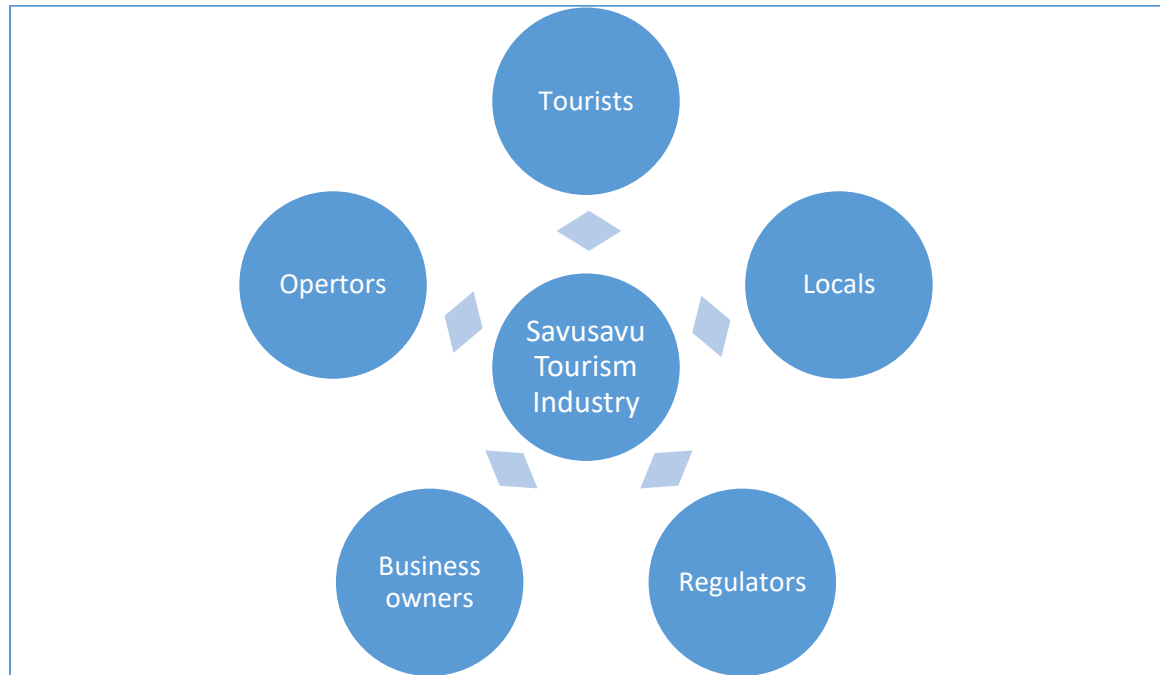 Tourists
Opertors
Locals
Savusavu
Tourism
Industry
Business
owners
Regulators